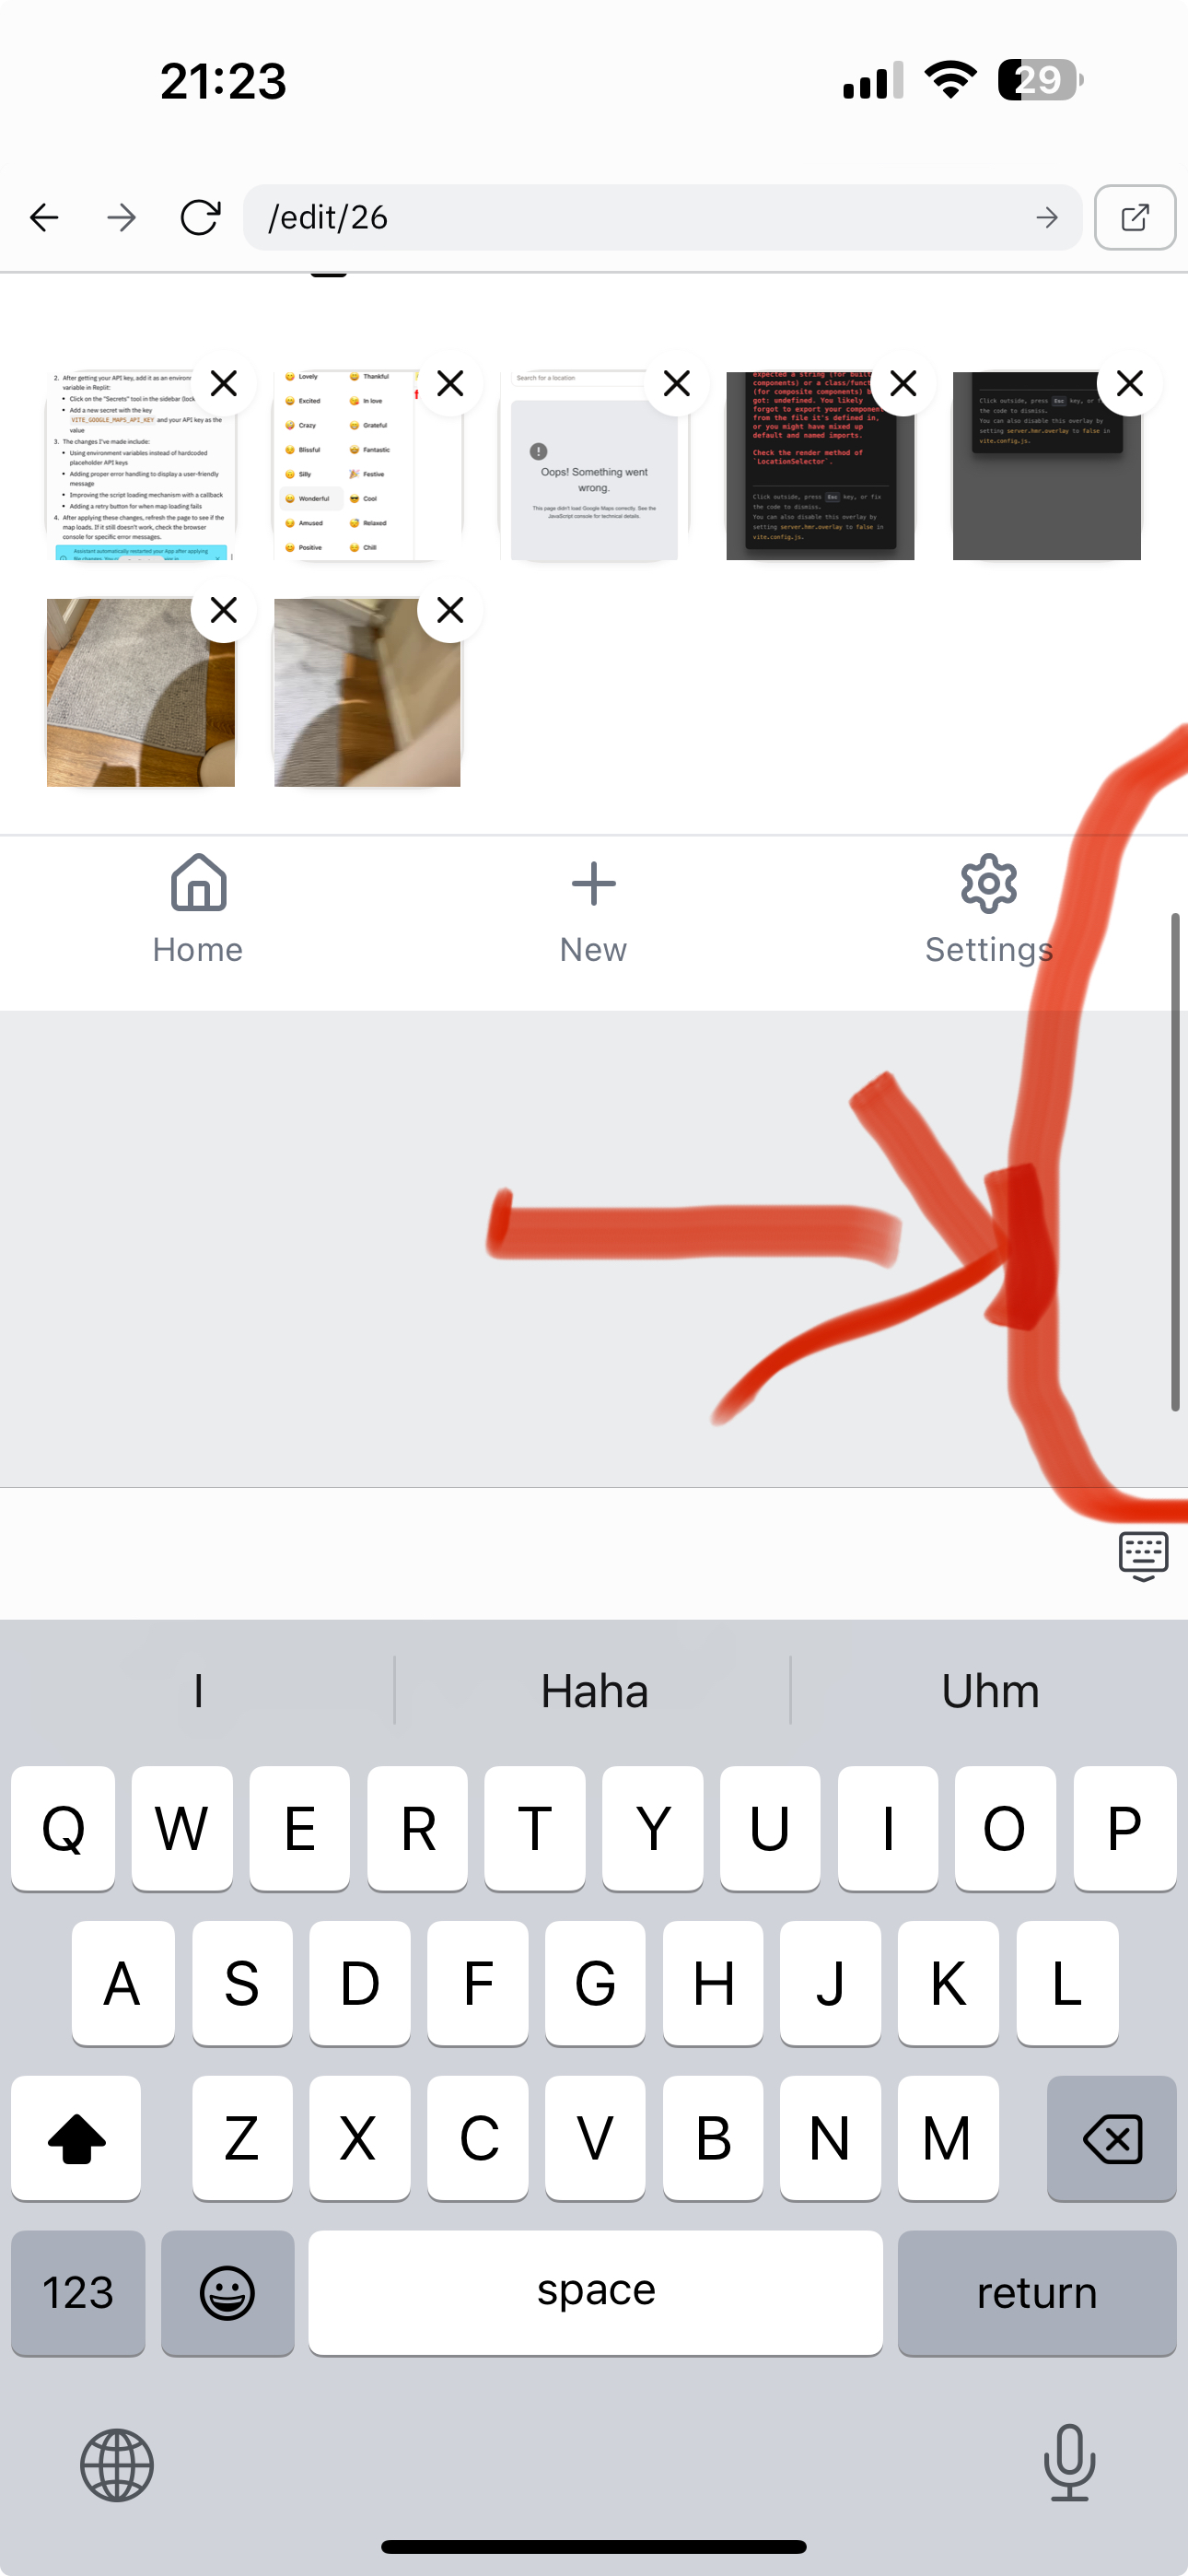 21:23
29
/edit/26
2. After getting your API key, add it as an environ
variable in Replit:
• Click on the "Secrets" tool in the sidebar (lock
• Add a new secret with the key
VITE_GOOGLE_MAPS_API_KEY and your API key as the
value
3. The changes I've made include:
• Using environment variables instead of hardcoded
placeholder API keys
• Adding proper error handling to display a user-friendly
message
• Improving the script loading mechanism with a callback
• Adding a retry button for when map loading fails
4. After applying these changes, refresh the page to see if the
map loads. If it still doesn't work, check the browser
console for specific error messages.
Assistant automatically restarted your App after applying
😀 Lovely 😀 Thankful
😀 Excited 😘 In love
🤪 Crazy 😀 Grateful
😀 Blissful 😀 Fantastic
😀 Silly 🎉 Festive
😀 Wonderful 😎 Cool
😀 Amused 😀 Relaxed
😀 Positive 😀 Chill
Search for a location
Oops! Something went
wrong.
This page didn't load Google Maps correctly. See the
JavaScript console for technical details.
expected a string (for built
components) or a class/funct
(for composite components) b
got: undefined. You likely
forgot to export your componen
from the file it's defined in,
or you might have mixed up
default and named imports.
Check the render method of
`LocationSelector`.
Click outside, press Esc key, or fix
the code to dismiss.
You can also disable this overlay by
setting server.hmr.overlay to false in
vite.config.js.
Click outside, press Esc key, or f
the code to dismiss.
You can also disable this overlay by
setting server.hmr.overlay to false in
vite.config.js.
Home New Settings
I Haha Uhm
Q W E R T Y U I O P
A S D F G H J K L
Z X C V B N M
123 space return